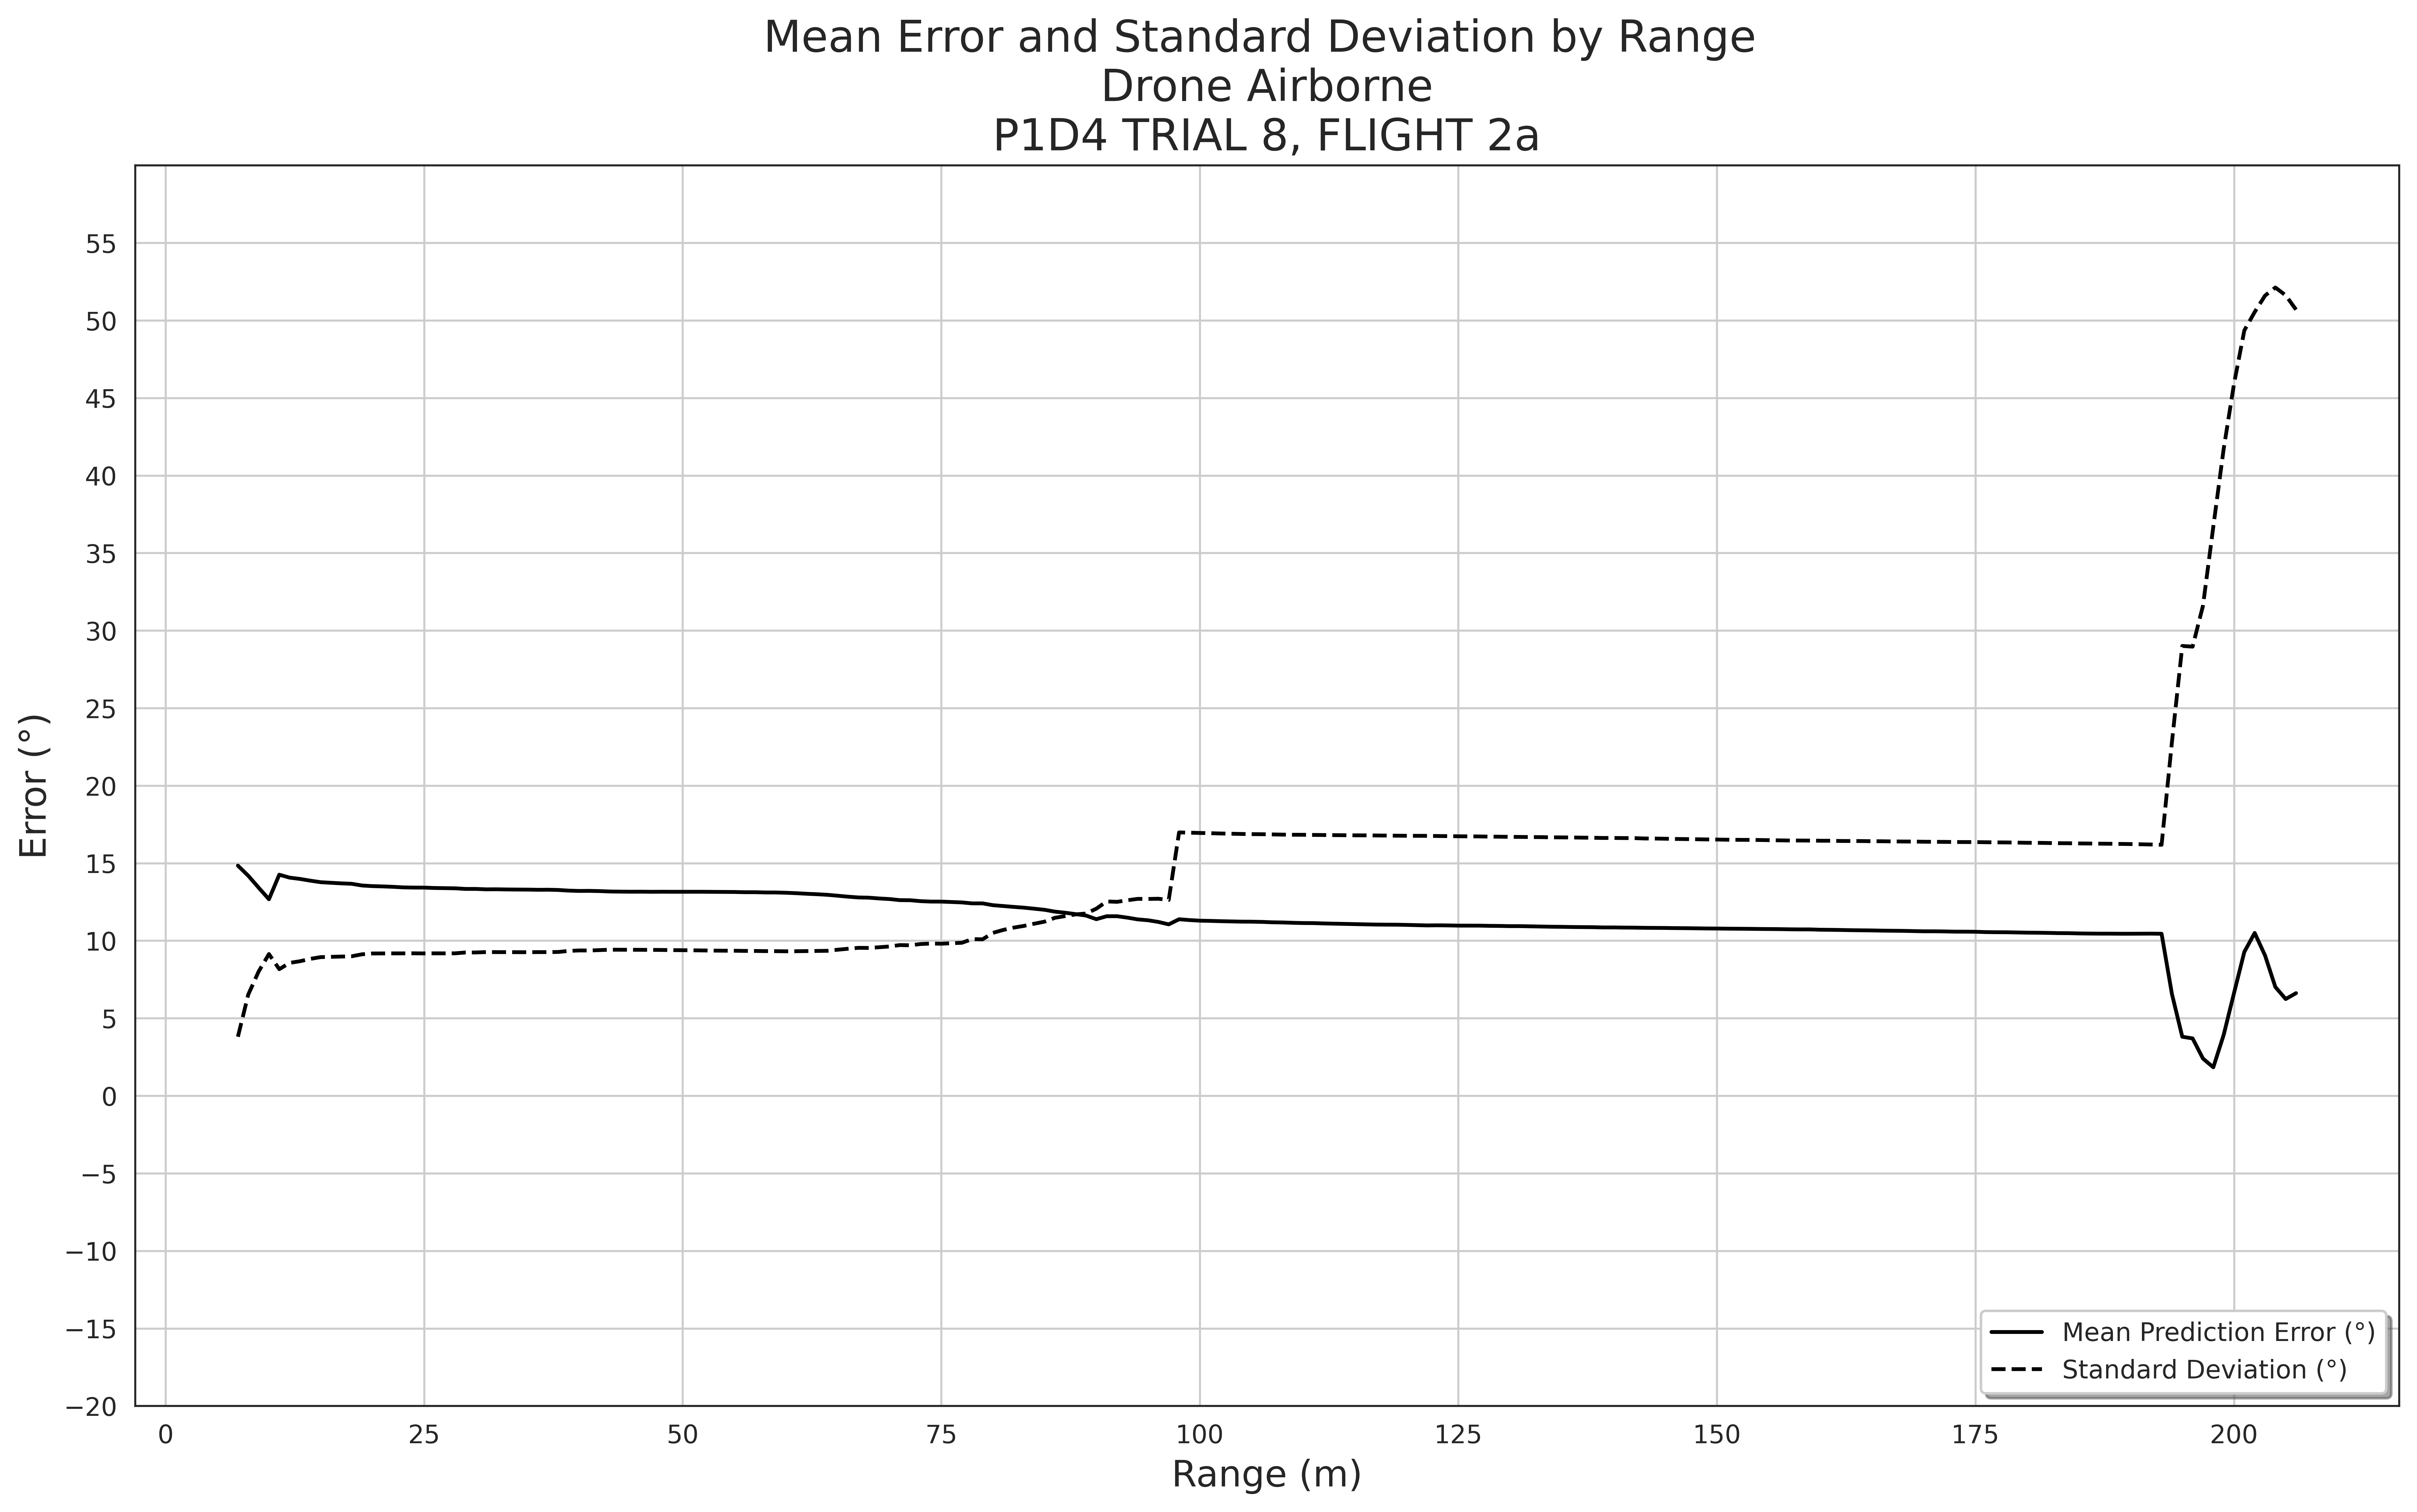 Mean Error and Standard Deviation by Range
Drone Airborne
P1D4 TRIAL 8, FLIGHT 2a
Error (°)
55
50
45
40
35
30
25
20
15
10
5
0
−5
−10
−15
−20
0 25 50 75 100 125 150 175 200
Range (m)
Mean Prediction Error (°)
Standard Deviation (°)